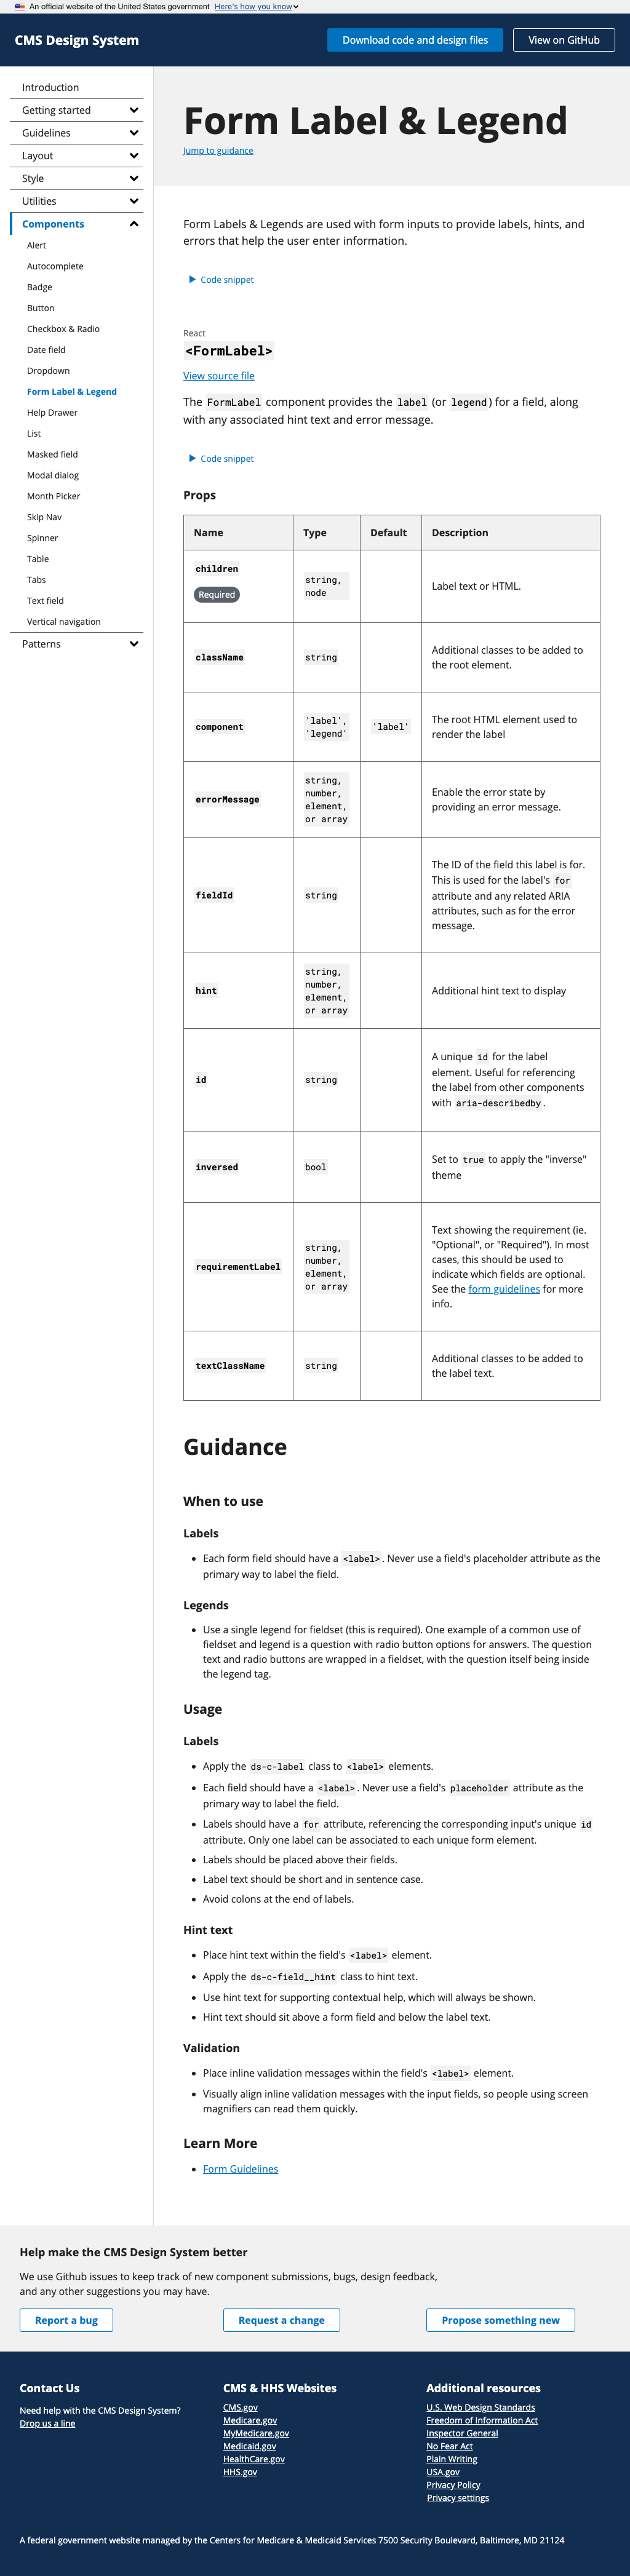 An official website of the United States government Here's how you know
CMS Design System
Download code and design files
View on GitHub
Introduction
Getting started
Guidelines
Layout
Style
Utilities
Components
Alert
Autocomplete
Badge
Button
Checkbox & Radio
Date field
Dropdown
Form Label & Legend
Help Drawer
List
Masked field
Modal dialog
Month Picker
Skip Nav
Spinner
Table
Tabs
Text field
Vertical navigation
Patterns
Form Label & Legend
Jump to guidance
Form Labels & Legends are used with form inputs to provide labels, hints, and
errors that help the user enter information.
Code snippet
React
<FormLabel>
View source file
The FormLabel component provides the label (or legend) for a field, along
with any associated hint text and error message.
Code snippet
Props
Name Type Default Description
children
Required
string,
node
Label text or HTML.
className
string
Additional classes to be added to
the root element.
component
'label',
'legend'
'label'
The root HTML element used to
render the label
errorMessage
string,
number,
element,
or array
Enable the error state by
providing an error message.
fieldId
string
The ID of the field this label is for.
This is used for the label's for
attribute and any related ARIA
attributes, such as for the error
message.
hint
string,
number,
element,
or array
Additional hint text to display
id
string
A unique id for the label
element. Useful for referencing
the label from other components
with aria-describedby.
inversed
bool
Set to true to apply the "inverse"
theme
requirementLabel
string,
number,
element,
or array
Text showing the requirement (ie.
"Optional", or "Required"). In most
cases, this should be used to
indicate which fields are optional.
See the form guidelines for more
info.
textClassName
string
Additional classes to be added to
the label text.
Guidance
When to use
Labels
Each form field should have a <label>. Never use a field's placeholder attribute as the
primary way to label the field.
Legends
Use a single legend for fieldset (this is required). One example of a common use of
fieldset and legend is a question with radio button options for answers. The question
text and radio buttons are wrapped in a fieldset, with the question itself being inside
the legend tag.
Usage
Labels
Apply the ds-c-label class to <label> elements.
Each field should have a <label>. Never use a field's placeholder attribute as the
primary way to label the field.
Labels should have a for attribute, referencing the corresponding input's unique id
attribute. Only one label can be associated to each unique form element.
Labels should be placed above their fields.
Label text should be short and in sentence case.
Avoid colons at the end of labels.
Hint text
Place hint text within the field's <label> element.
Apply the ds-c-field__hint class to hint text.
Use hint text for supporting contextual help, which will always be shown.
Hint text should sit above a form field and below the label text.
Validation
Place inline validation messages within the field's <label> element.
Visually align inline validation messages with the input fields, so people using screen
magnifiers can read them quickly.
Learn More
Form Guidelines
Help make the CMS Design System better
We use Github issues to keep track of new component submissions, bugs, design feedback,
and any other suggestions you may have.
Report a bug
Request a change
Propose something new
Contact Us
Need help with the CMS Design System?
Drop us a line
CMS & HHS Websites
CMS.gov
Medicare.gov
MyMedicare.gov
Medicaid.gov
HealthCare.gov
HHS.gov
Additional resources
U.S. Web Design Standards
Freedom of Information Act
Inspector General
No Fear Act
Plain Writing
USA.gov
Privacy Policy
Privacy settings
A federal government website managed by the Centers for Medicare & Medicaid Services 7500 Security Boulevard, Baltimore, MD 21124